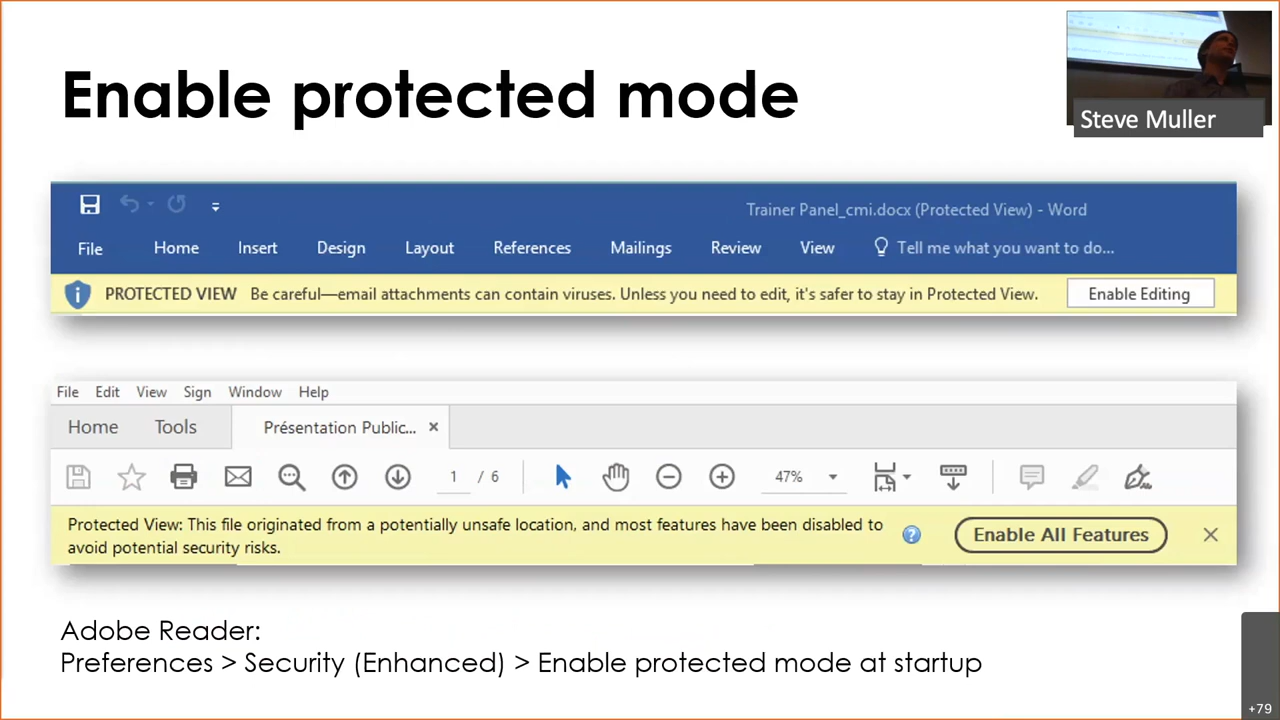 Enable protected mode
Steve Muller
Trainer Panel_cmi.docx (Protected View) - Word
File Home Insert Design Layout References Mailings Review View Tell me what you want to do...
PROTECTED VIEW Be careful—email attachments can contain viruses. Unless you need to edit, it's safer to stay in Protected View. Enable Editing
File Edit View Sign Window Help
Home Tools Présentation Public... ×
1 / 6 47%
Protected View: This file originated from a potentially unsafe location, and most features have been disabled to
avoid potential security risks.
Enable All Features
Adobe Reader:
Preferences > Security (Enhanced) > Enable protected mode at startup
+79